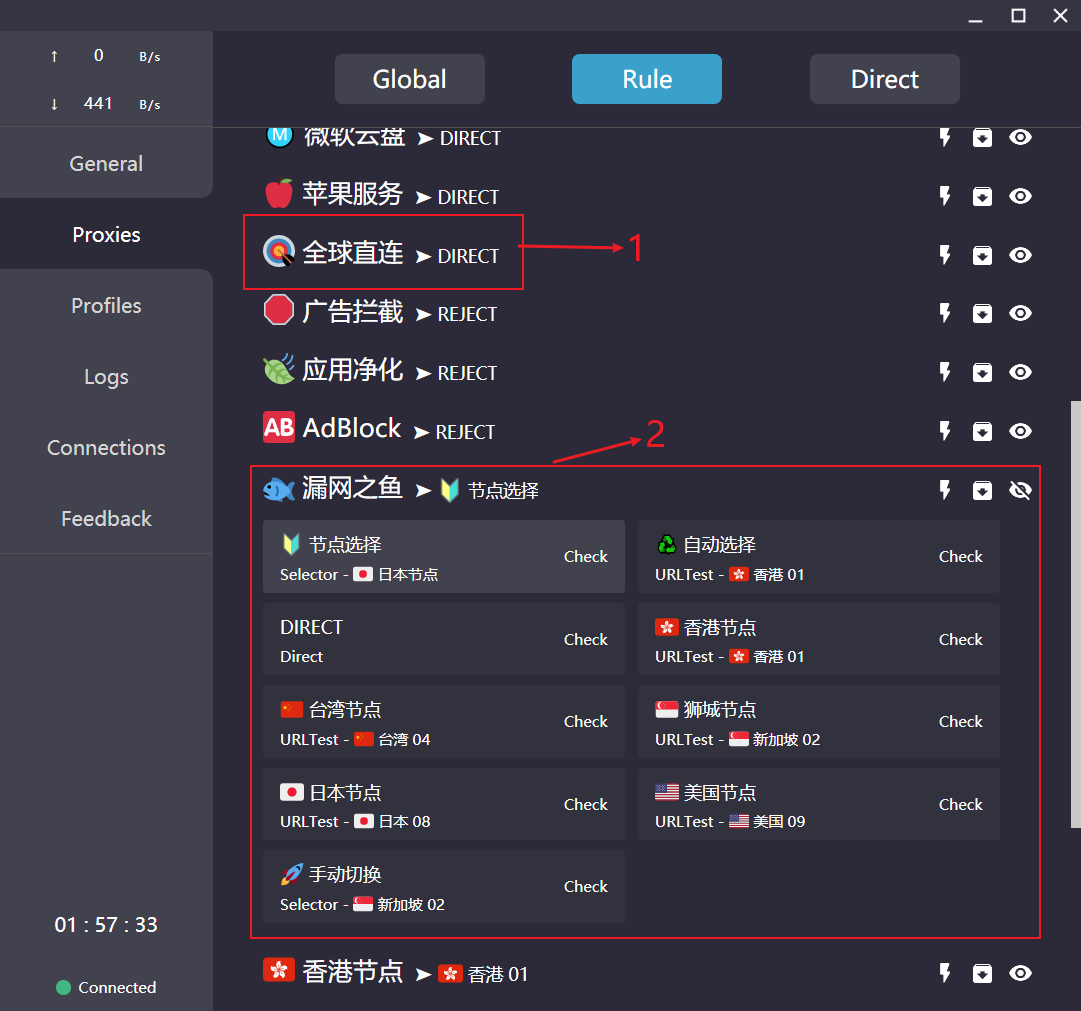 ↑ 0 B/s
↓ 441 B/s
General
Proxies
Profiles
Logs
Connections
Feedback
01 : 57 : 33
Connected
Global Rule Direct
M 微软云盘 ➤ DIRECT
苹果服务 ➤ DIRECT
全球直连 ➤ DIRECT 1
广告拦截 ➤ REJECT
应用净化 ➤ REJECT
AB AdBlock ➤ REJECT
2
漏网之鱼 ➤ 节点选择
节点选择 Check
Selector - 日本节点
自动选择 Check
URLTest - 香港 01
DIRECT Check
Direct
香港节点 Check
URLTest - 香港 01
台湾节点 Check
URLTest - 台湾 04
狮城节点 Check
URLTest - 新加坡 02
日本节点 Check
URLTest - 日本 08
美国节点 Check
URLTest - 美国 09
手动切换 Check
Selector - 新加坡 02
香港节点 ➤ 香港 01